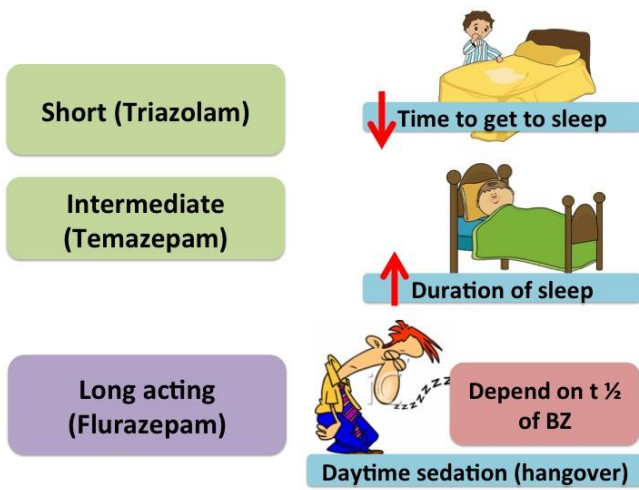 Short (Triazolam)
Time to get to sleep
Intermediate
(Temazepam)
Duration of sleep
Long acting
(Flurazepam)
zzzzzzz
Depend on t ½
of BZ
Daytime sedation (hangover)